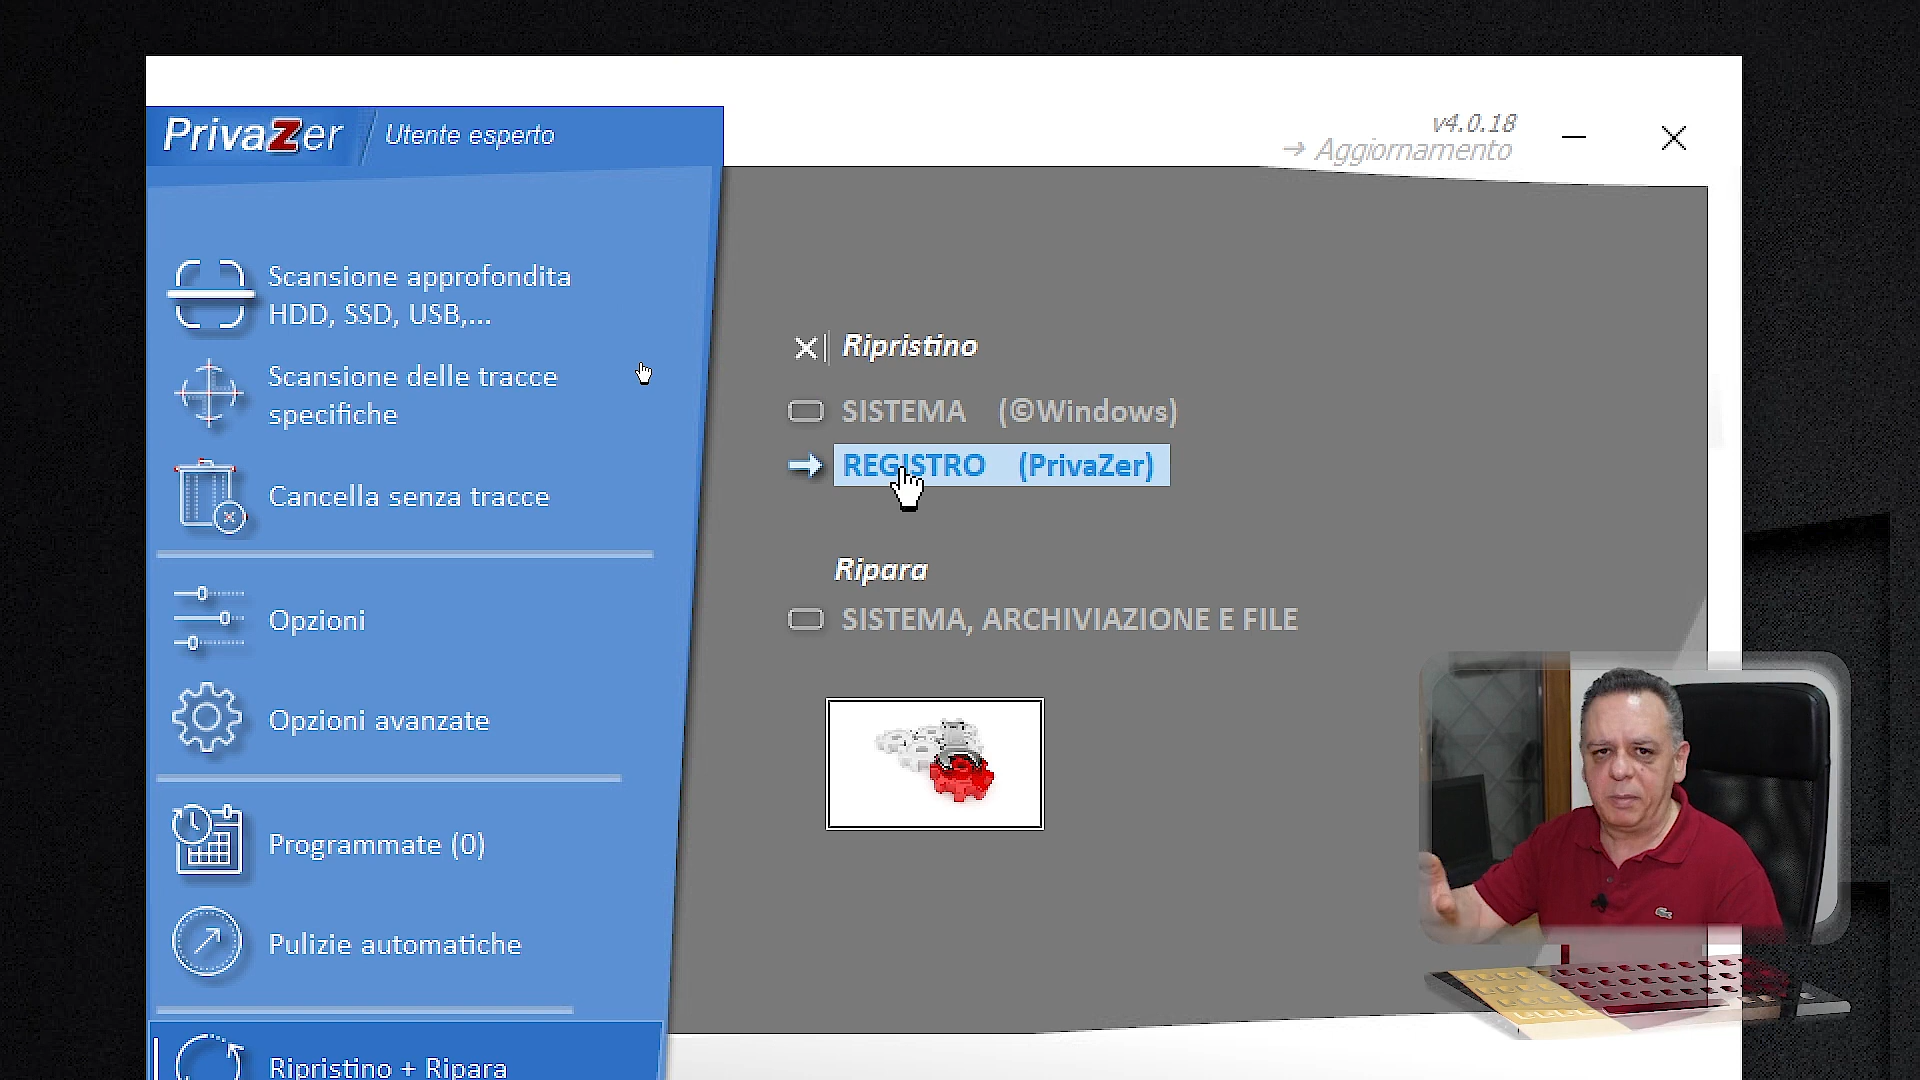 PrivaZer
Utente esperto
v4.0.18
→ Aggiornamento
Scansione approfondita
HDD, SSD, USB,...
Scansione delle tracce
specifiche
Cancella senza tracce
Opzioni
Opzioni avanzate
Programmate (0)
Pulizie automatiche
Ripristino + Ripara
Ripristino
SISTEMA (©Windows)
REGISTRO (PrivaZer)
Ripara
SISTEMA, ARCHIVIAZIONE E FILE